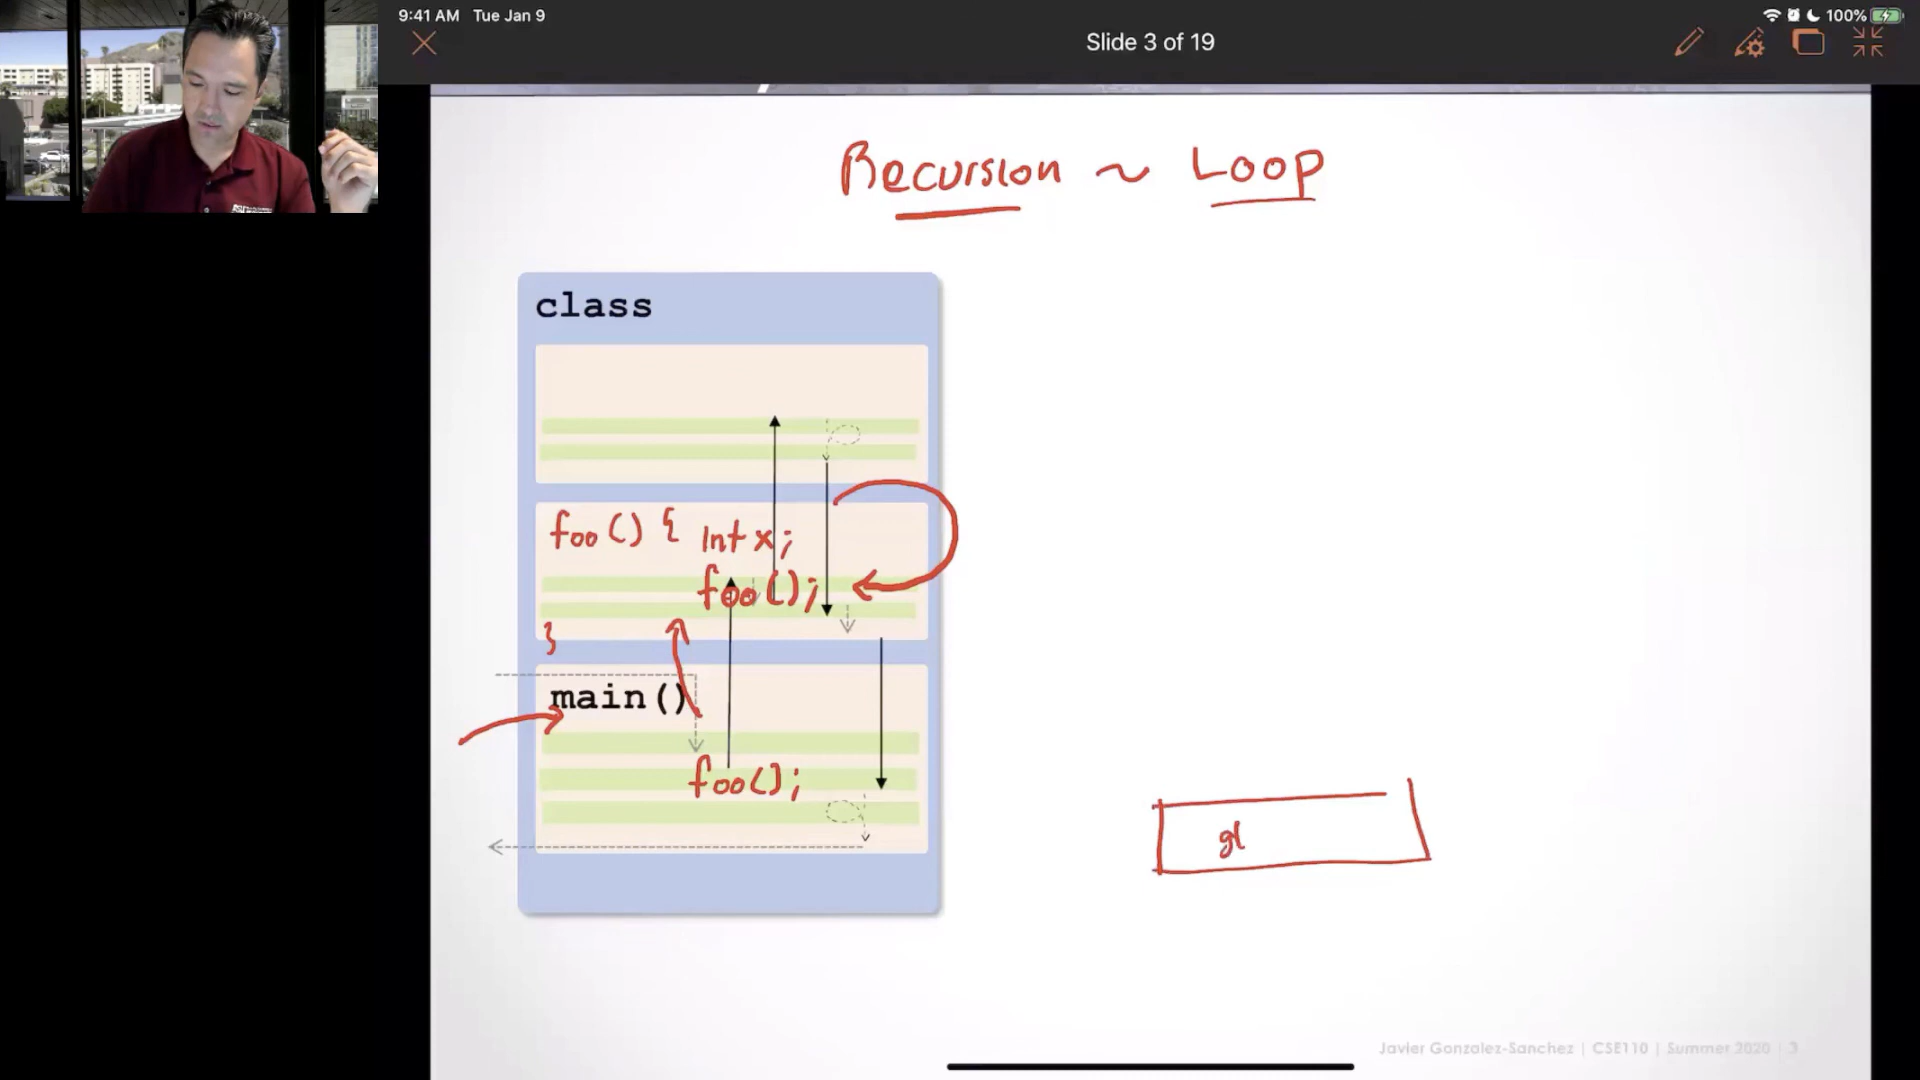 9:41 AM Tue Jan 9
100%
Slide 3 of 19
Recursion ~ Loop
class
foo() { int x;
foo();
}
main()
foo();
gl
Javier Gonzalez-Sanchez | CSE110 | Summer 2020 | 3